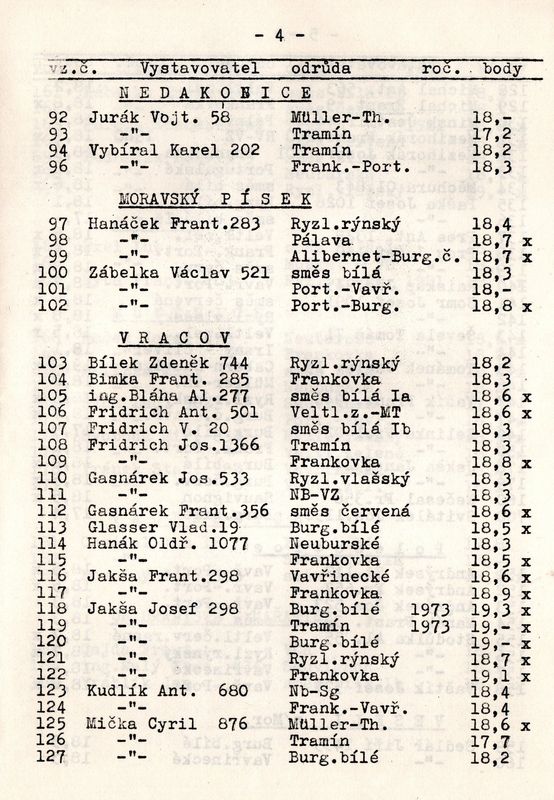 - 4 -
vz.č. Vystavovatel odrůda roč. body
NEDAKONICE
92 Jurák Vojt. 58 Müller-Th. 18,-
93 -"- Tramín 17,2
94 Vybíral Karel 202 Tramín 18,2
96 -"- Frank.-Port. 18,3
MORAVSKÝ PÍSEK
97 Hanáček Frant.283 Ryzl.rýnský 18,4
98 -"- Pálava 18,7 x
99 -"- Alibernet-Burg.č. 18,7 x
100 Zábelka Václav 521 směs bílá 18,3
101 -"- Port.-Vavř. 18,-
102 -"- Port.-Burg. 18,8 x
VRACOV
103 Bílek Zdeněk 744 Ryzl.rýnský 18,2
104 Bimka Frant. 285 Frankovka 18,3
105 ing.Bláha Al.277 směs bílá Ia 18,6 x
106 Fridrich Ant. 501 Veltl.z.-MT 18,6 x
107 Fridrich V. 20 směs bílá Ib 18,3
108 Fridrich Jos.1366 Tramín 18,3
109 -"- Frankovka 18,8 x
110 Gasnárek Jos.533 Ryzl.vlašský 18,3
111 -"- NB-VZ 18,3
112 Gasnárek Frant.356 směs červená 18,6 x
113 Glasser Vlad.19 Burg.bílé 18,5 x
114 Hanák Oldř. 1077 Neuburské 18,3
115 -"- Frankovka 18,5 x
116 Jakša Frant.298 Vavřinecké 18,6 x
117 -"- Frankovka 18,9 x
118 Jakša Josef 298 Burg.bílé 1973 19,3 x
119 -"- Tramín 1973 19,- x
120 -"- Burg.bílé 19,- x
121 -"- Ryzl.rýnský 18,7 x
122 -"- Frankovka 19,1 x
123 Kudlík Ant. 680 Nb-Sg 18,4
124 -"- Frank.-Vavř. 18,4
125 Mička Cyril 876 Müller-Th. 18,6 x
126 -"- Tramín 17,7
127 -"- Burg.bílé 18,2